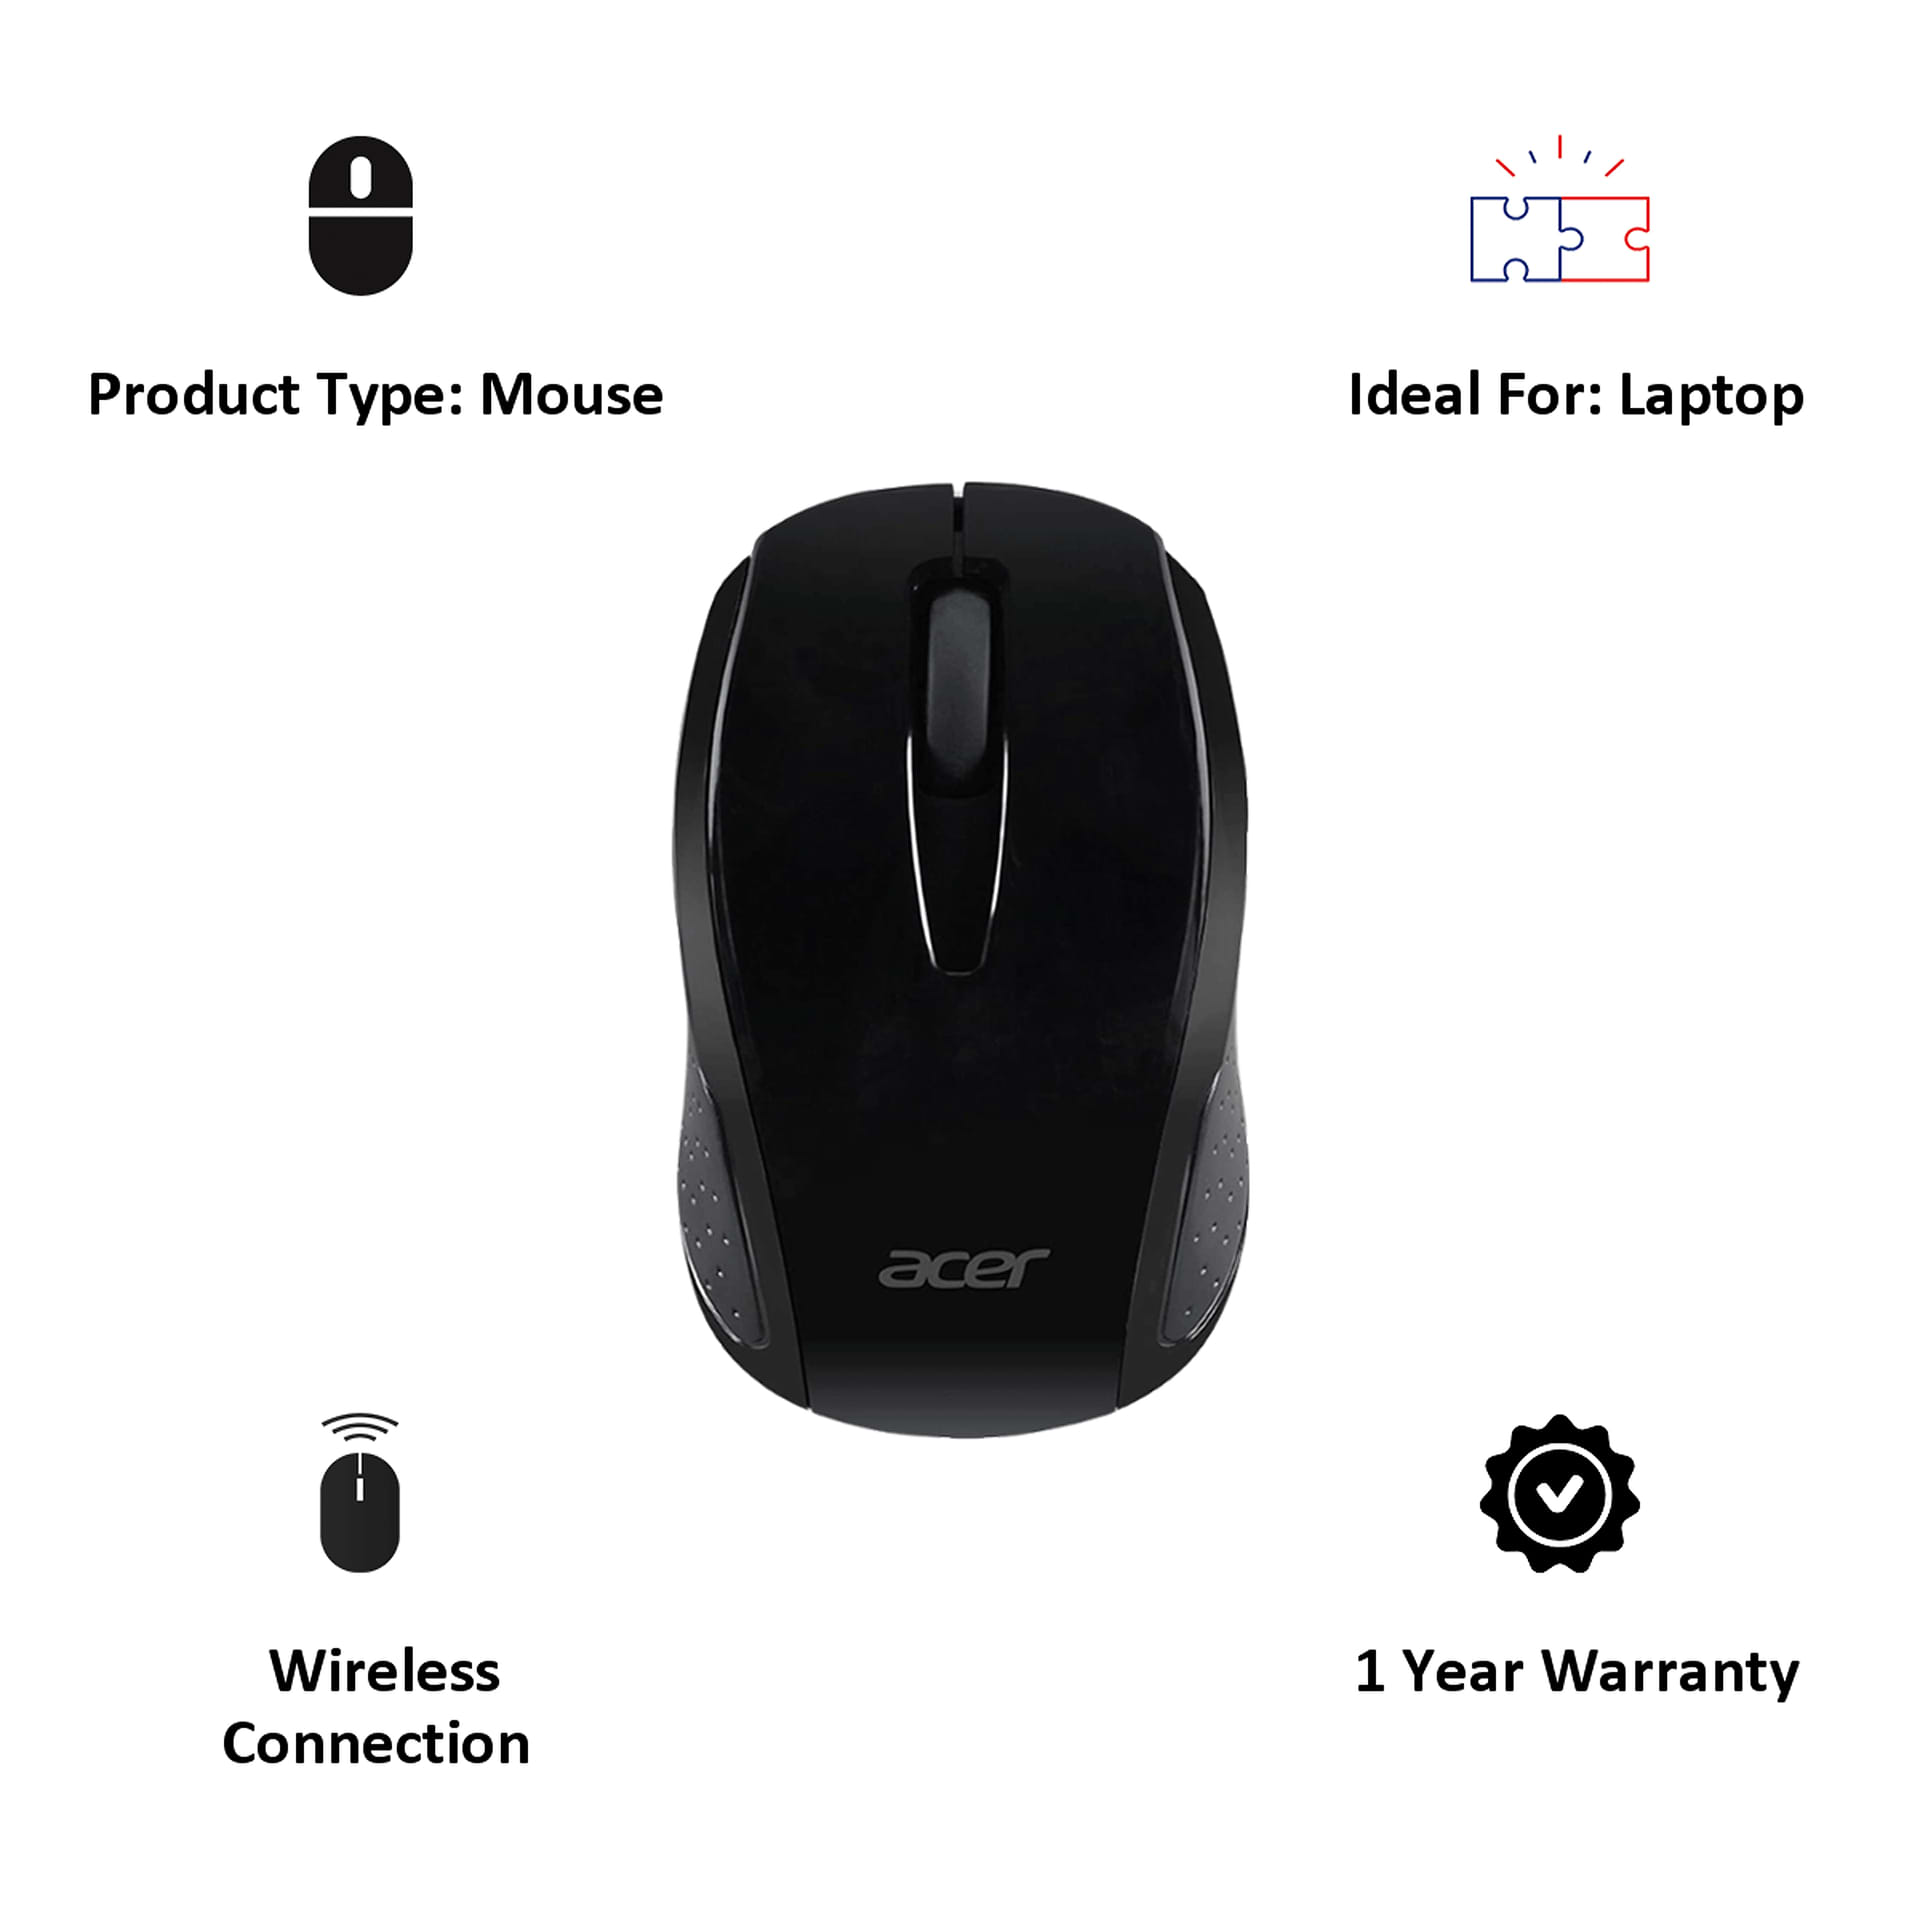 Product Type: Mouse
Ideal For: Laptop
acer
Wireless
Connection
1 Year Warranty